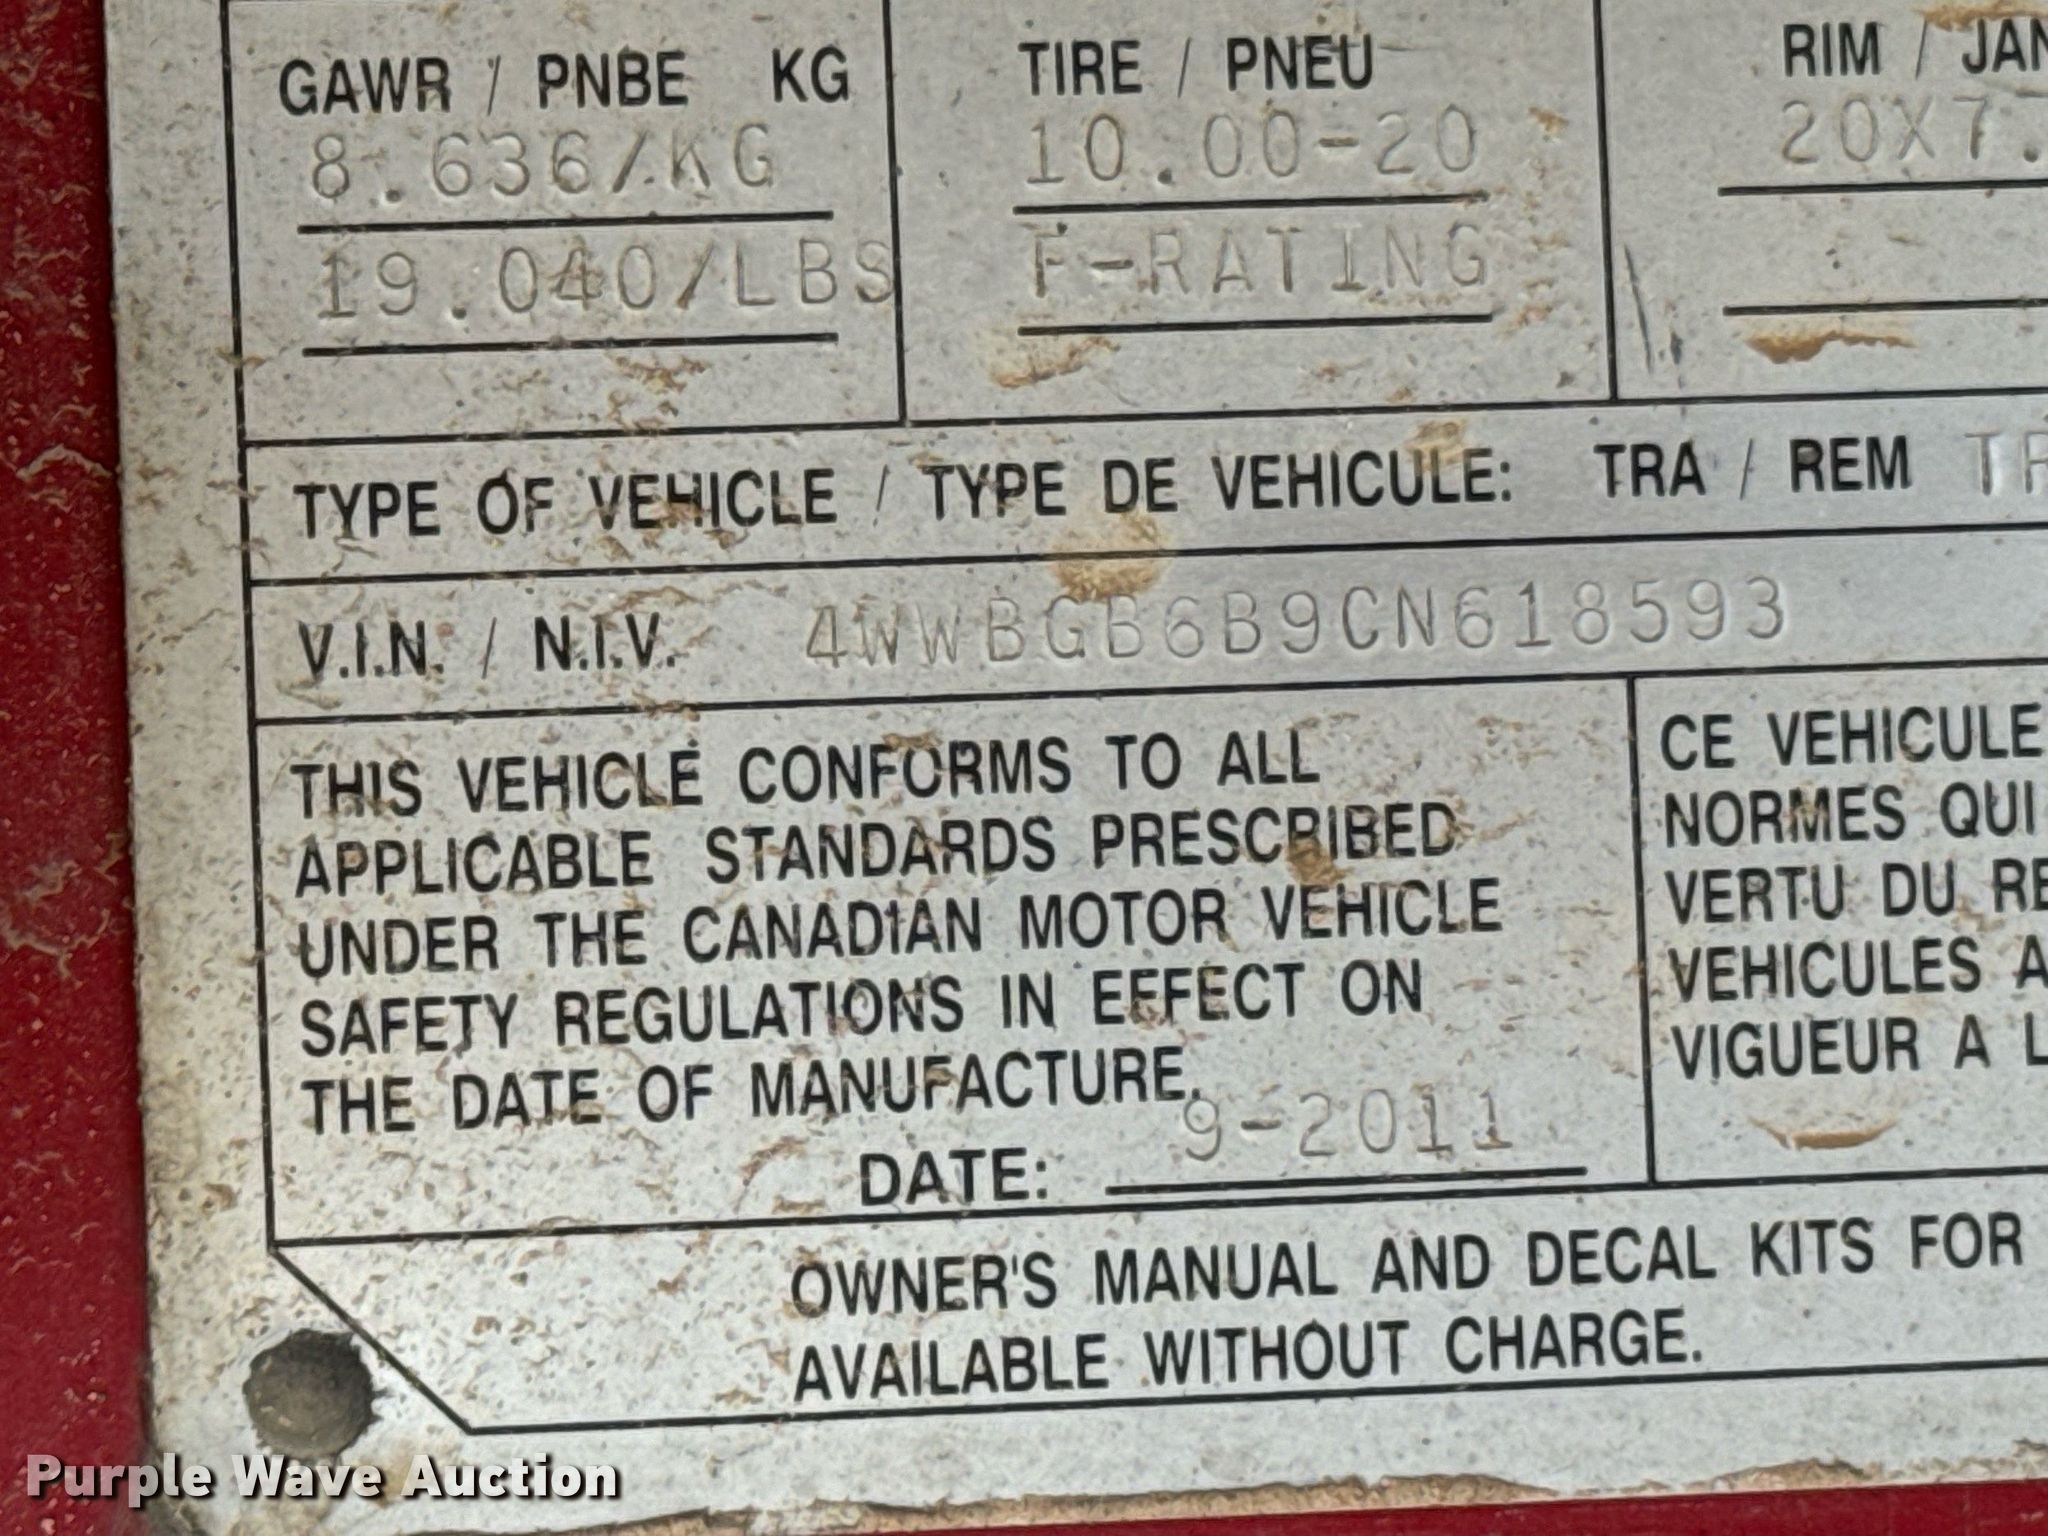 GAWR / PNBE KG
TIRE / PNEU
RIM / JAN
8.636/KG
10.00-20
20X7.
19.040/LBS
F-RATING
TYPE OF VEHICLE / TYPE DE VEHICULE: TRA / REM TR
V.I.N. / N.I.V. 4WWBGB6B9CN618593
THIS VEHICLE CONFORMS TO ALL
APPLICABLE STANDARDS PRESCRIBED
UNDER THE CANADIAN MOTOR VEHICLE
SAFETY REGULATIONS IN EFFECT ON
THE DATE OF MANUFACTURE.
DATE: 9-2011
CE VEHICULE
NORMES QUI
VERTU DU RE
VEHICULES A
VIGUEUR A L
OWNER'S MANUAL AND DECAL KITS FOR
AVAILABLE WITHOUT CHARGE.
Purple Wave Auction